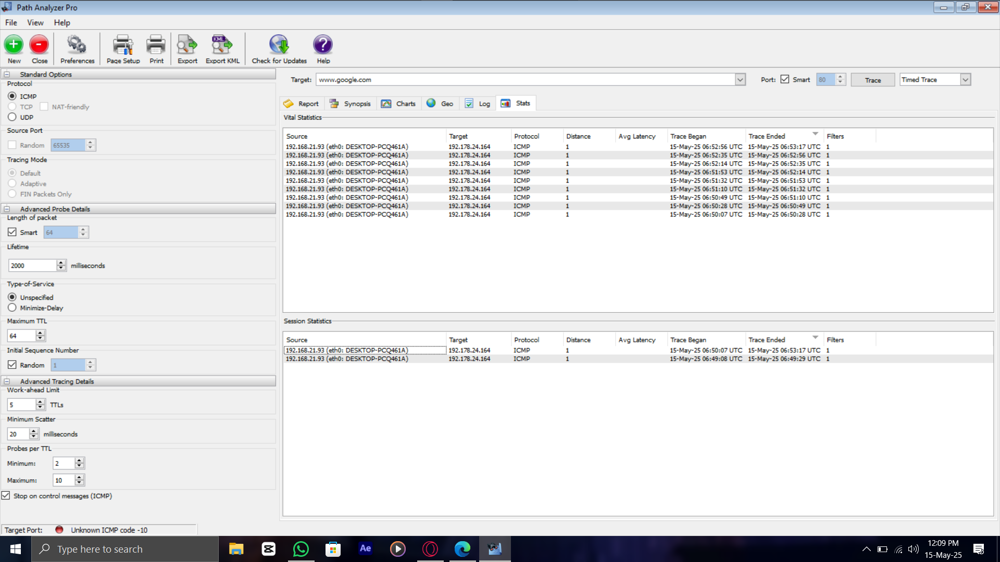 Path Analyzer Pro
File View Help
New Close Preferences Page Setup Print Export KML Export KML Check for Updates Help
Standard Options
Protocol
ICMP
TCP NAT-friendly
UDP
Source Port
Random 65535
Tracing Mode
Default
Adaptive
FIN Packets Only
Advanced Probe Details
Length of packet
Smart 64
Lifetime
2000 milliseconds
Type-of-Service
Unspecified
Minimize-Delay
Maximum TTL
64
Initial Sequence Number
Random 1
Advanced Tracing Details
Work-ahead Limit
5 TTLs
Minimum Scatter
20 milliseconds
Probes per TTL
Minimum: 2
Maximum: 10
Stop on control messages (ICMP)
Target Port: Unknown ICMP code -10
Target: www.google.com Port: Smart 80 Trace Timed Trace
Report Synopsis Charts Geo Log Stats
Vital Statistics
Source Target Protocol Distance Avg Latency Trace Began Trace Ended Filters
192.168.21.93 (eth0: DESKTOP-PCQ461A) 192.178.24.164 ICMP 1 15-May-25 06:52:56 UTC 15-May-25 06:53:17 UTC 1
192.168.21.93 (eth0: DESKTOP-PCQ461A) 192.178.24.164 ICMP 1 15-May-25 06:52:35 UTC 15-May-25 06:52:56 UTC 1
192.168.21.93 (eth0: DESKTOP-PCQ461A) 192.178.24.164 ICMP 1 15-May-25 06:52:14 UTC 15-May-25 06:52:35 UTC 1
192.168.21.93 (eth0: DESKTOP-PCQ461A) 192.178.24.164 ICMP 1 15-May-25 06:51:53 UTC 15-May-25 06:52:14 UTC 1
192.168.21.93 (eth0: DESKTOP-PCQ461A) 192.178.24.164 ICMP 1 15-May-25 06:51:32 UTC 15-May-25 06:51:53 UTC 1
192.168.21.93 (eth0: DESKTOP-PCQ461A) 192.178.24.164 ICMP 1 15-May-25 06:51:10 UTC 15-May-25 06:51:32 UTC 1
192.168.21.93 (eth0: DESKTOP-PCQ461A) 192.178.24.164 ICMP 1 15-May-25 06:50:49 UTC 15-May-25 06:51:10 UTC 1
192.168.21.93 (eth0: DESKTOP-PCQ461A) 192.178.24.164 ICMP 1 15-May-25 06:50:28 UTC 15-May-25 06:50:49 UTC 1
192.168.21.93 (eth0: DESKTOP-PCQ461A) 192.178.24.164 ICMP 1 15-May-25 06:50:07 UTC 15-May-25 06:50:28 UTC 1
Session Statistics
Source Target Protocol Distance Avg Latency Trace Began Trace Ended Filters
192.168.21.93 (eth0: DESKTOP-PCQ461A) 192.178.24.164 ICMP 1 15-May-25 06:50:07 UTC 15-May-25 06:53:17 UTC 1
192.168.21.93 (eth0: DESKTOP-PCQ461A) 192.178.24.164 ICMP 1 15-May-25 06:49:08 UTC 15-May-25 06:49:29 UTC 1
Type here to search Ae 12:09 PM
15-May-25